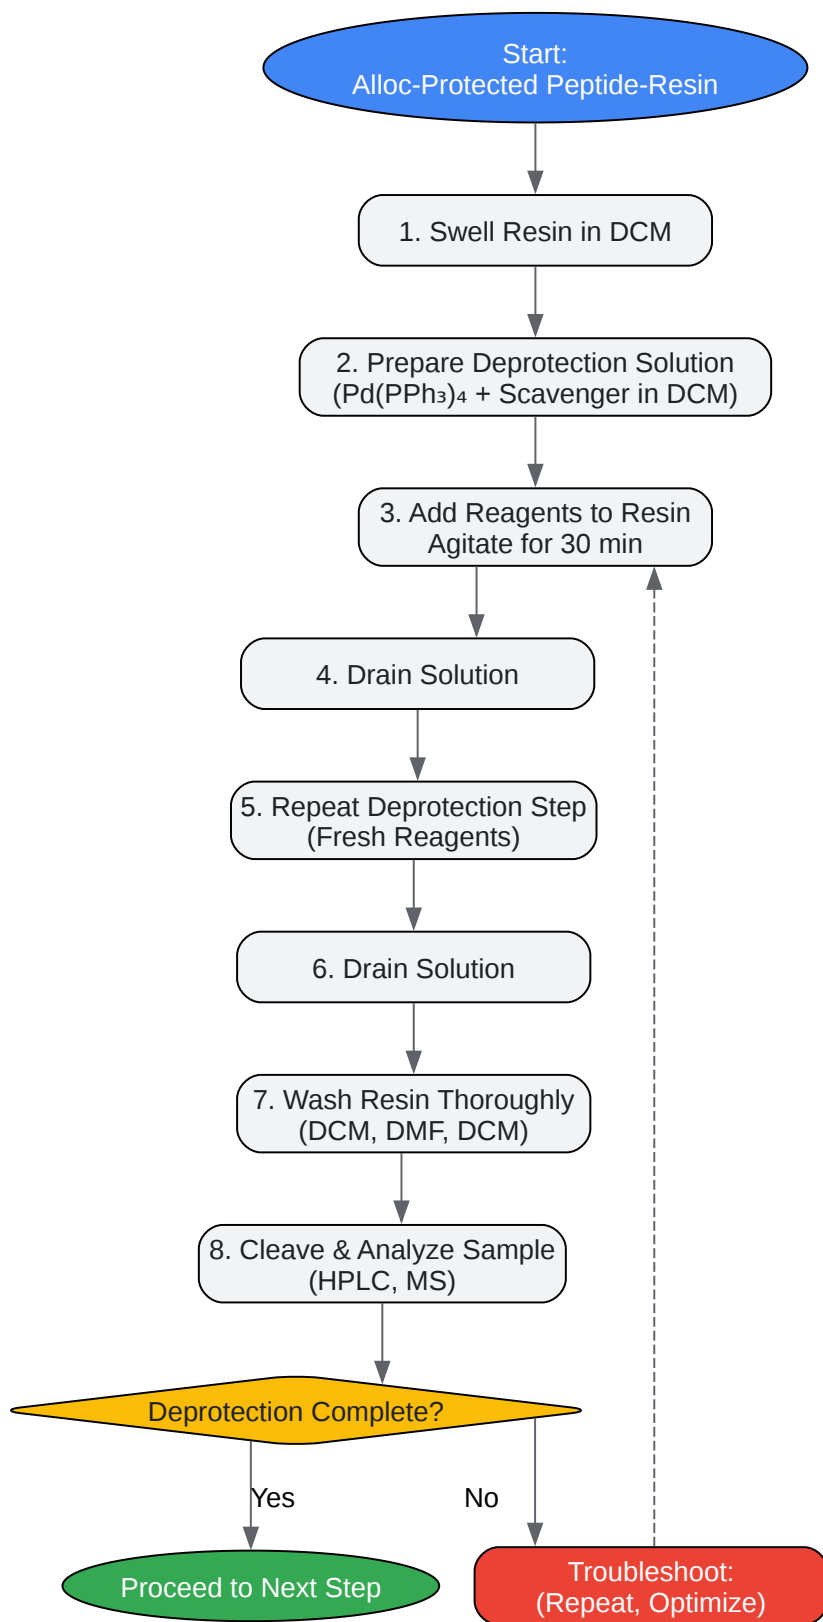 Start:
Alloc-Protected Peptide-Resin
1. Swell Resin in DCM
2. Prepare Deprotection Solution
(Pd(PPh₃)₄ + Scavenger in DCM)
3. Add Reagents to Resin
Agitate for 30 min
4. Drain Solution
5. Repeat Deprotection Step
(Fresh Reagents)
6. Drain Solution
7. Wash Resin Thoroughly
(DCM, DMF, DCM)
8. Cleave & Analyze Sample
(HPLC, MS)
Deprotection Complete?
Yes
No
Proceed to Next Step
Troubleshoot:
(Repeat, Optimize)